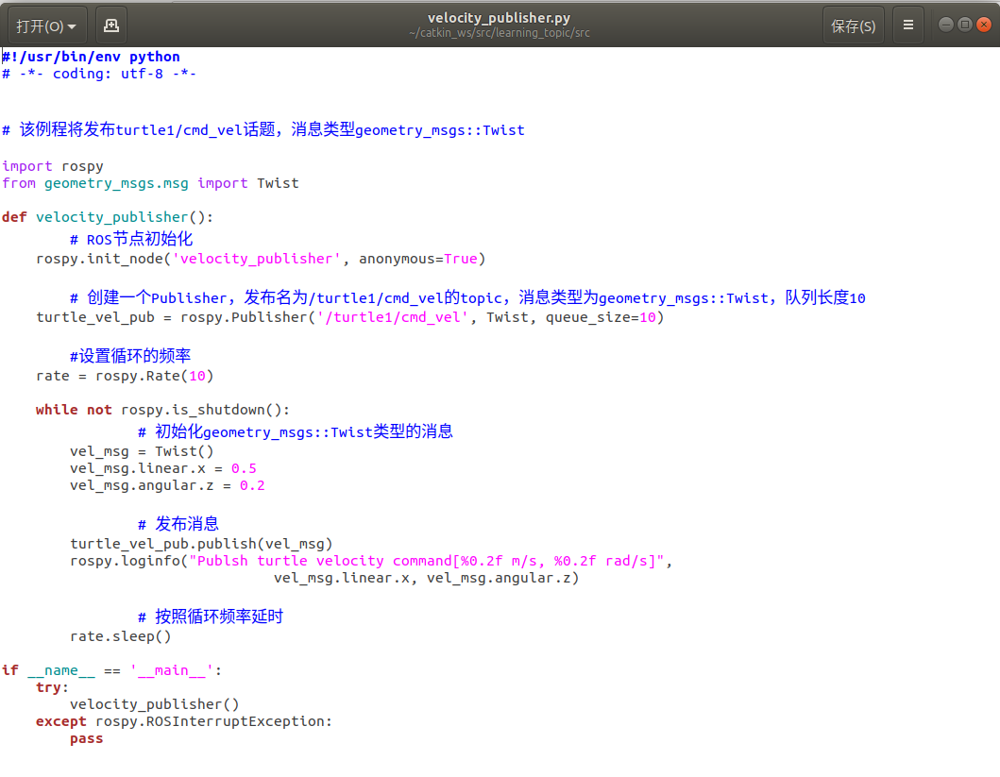 打开(O)
velocity_publisher.py
~/catkin_ws/src/learning_topic/src
保存(S)
#!/usr/bin/env python
# -*- coding: utf-8 -*-
# 该例程将发布turtle1/cmd_vel话题，消息类型geometry_msgs::Twist
import rospy
from geometry_msgs.msg import Twist
def velocity_publisher():
# ROS节点初始化
rospy.init_node('velocity_publisher', anonymous=True)
# 创建一个Publisher，发布名为/turtle1/cmd_vel的topic，消息类型为geometry_msgs::Twist，队列长度10
turtle_vel_pub = rospy.Publisher('/turtle1/cmd_vel', Twist, queue_size=10)
#设置循环的频率
rate = rospy.Rate(10)
while not rospy.is_shutdown():
# 初始化geometry_msgs::Twist类型的消息
vel_msg = Twist()
vel_msg.linear.x = 0.5
vel_msg.angular.z = 0.2
# 发布消息
turtle_vel_pub.publish(vel_msg)
rospy.loginfo("Publsh turtle velocity command[%0.2f m/s, %0.2f rad/s]",
vel_msg.linear.x, vel_msg.angular.z)
# 按照循环频率延时
rate.sleep()
if __name__ == '__main__':
try:
velocity_publisher()
except rospy.ROSInterruptException:
pass